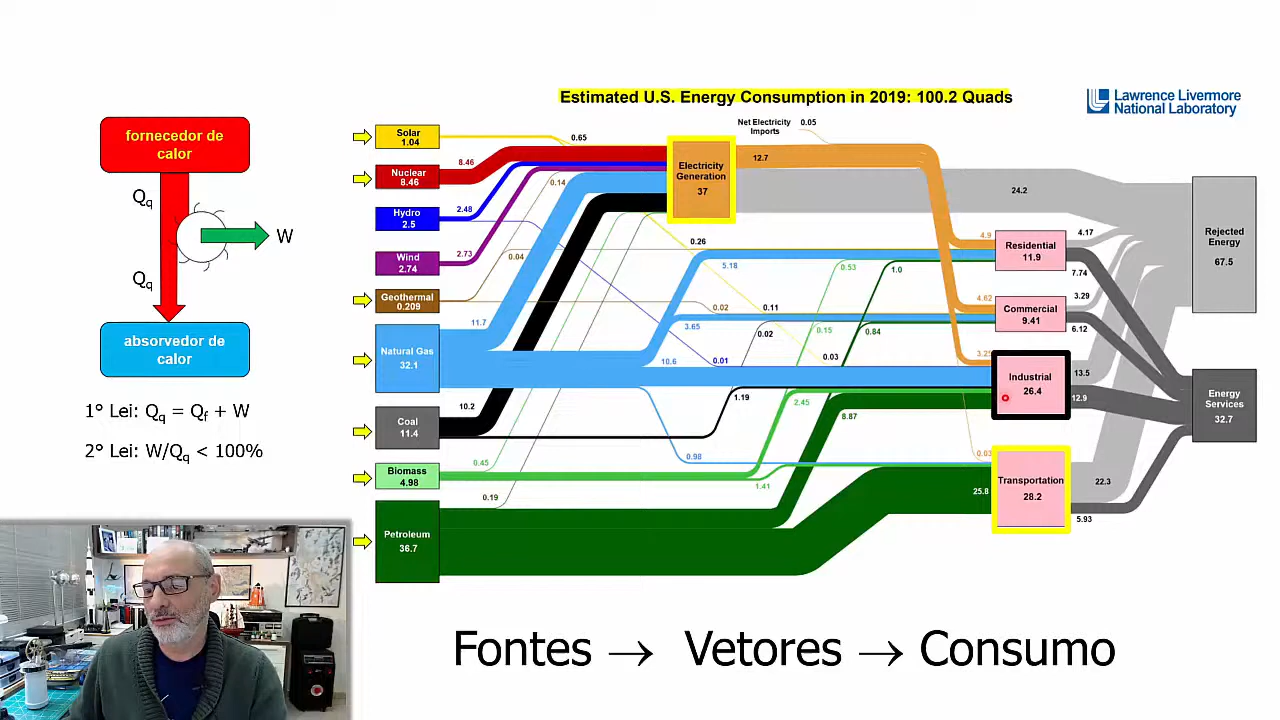 Estimated U.S. Energy Consumption in 2019: 100.2 Quads
Lawrence Livermore
National Laboratory
fornecedor de
calor
Qq
W
Qq
absorvedor de
calor
1° Lei: Qq = Qf + W
2° Lei: W/Qq < 100%
Solar
1.04
Nuclear
8.46
Hydro
2.5
Wind
2.74
Geothermal
0.209
Natural Gas
32.1
Coal
11.4
Biomass
4.98
Petroleum
36.7
0.65
8.46
0.14
2.48
2.73
0.04
11.7
10.2
0.45
0.19
Net Electricity
Imports
0.05
Electricity
Generation
37
12.7
24.2
0.26
5.18
0.53
1.0
0.02
0.11
3.65
0.02
0.15
0.84
10.6
0.01
0.03
1.19
2.45
8.87
0.98
1.41
4.9
4.62
3.25
0.03
25.8
Residential
11.9
Commercial
9.41
Industrial
26.4
Transportation
28.2
4.17
7.74
3.29
6.12
13.5
12.9
22.3
5.93
Rejected
Energy
67.5
Energy
Services
32.7
Fontes → Vetores → Consumo